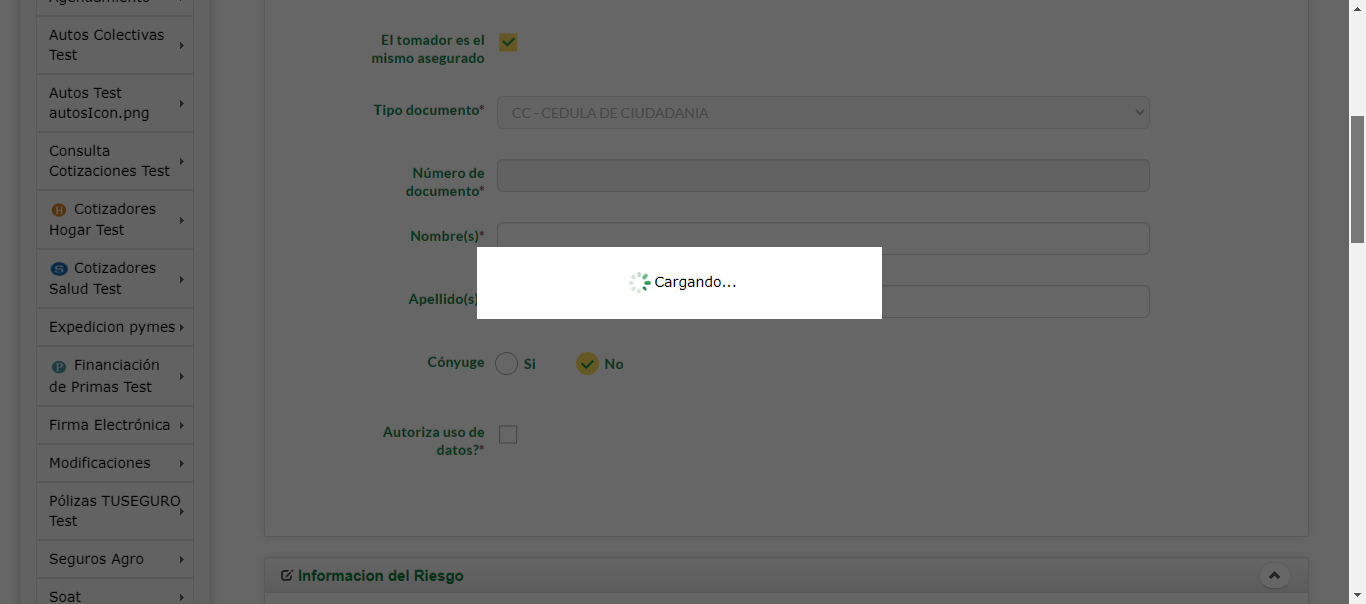 Agendamiento
Autos Colectivas
Test
Autos Test
autosIcon.png
Consulta
Cotizaciones Test
H Cotizadores
Hogar Test
S Cotizadores
Salud Test
Expedicion pymes
P Financiación
de Primas Test
Firma Electrónica
Modificaciones
Pólizas TUSEGURO
Test
Seguros Agro
Soat
El tomador es el
mismo asegurado
Tipo documento*
CC - CEDULA DE CIUDADANIA
Número de
documento*
Nombre(s)*
Cargando...
Apellido(s)
Cónyuge
Si
No
Autoriza uso de
datos?*
Informacion del Riesgo